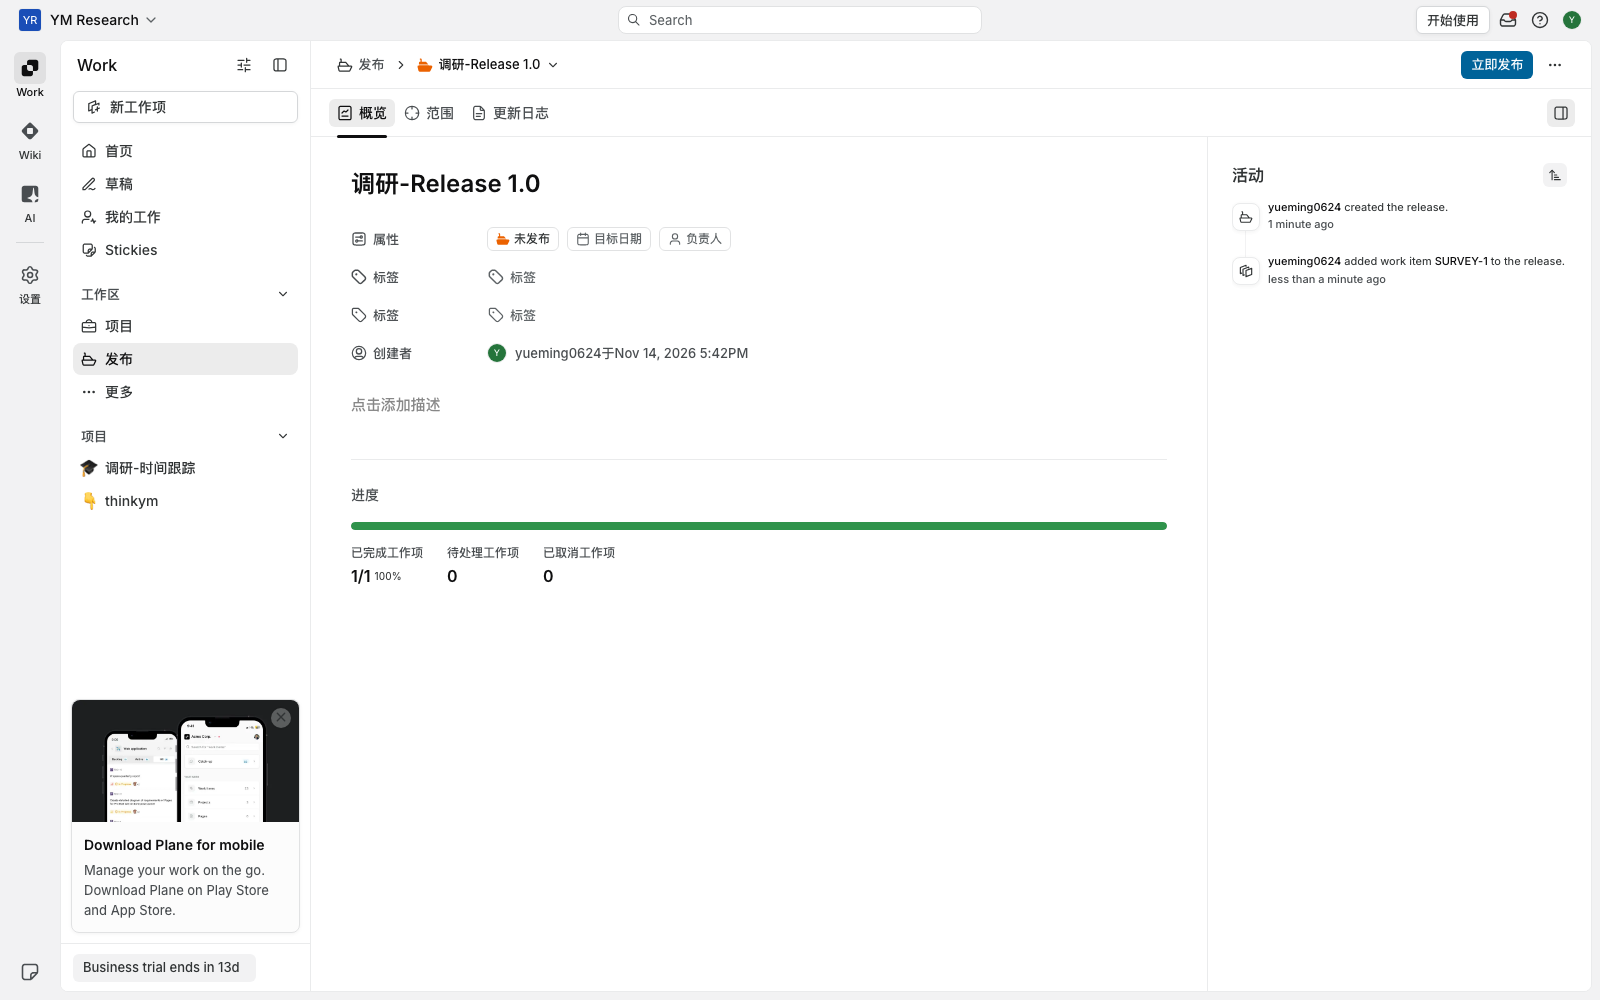 YR YM Research
Search
开始使用
Y
Work
Wiki
AI
设置
Work
新工作项
首页
草稿
我的工作
Stickies
工作区
项目
发布
更多
项目
调研-时间跟踪
thinkym
Download Plane for mobile
Manage your work on the go.
Download Plane on Play Store
and App Store.
Business trial ends in 13d
发布 调研-Release 1.0
立即发布
概览 范围 更新日志
调研-Release 1.0
属性 未发布 目标日期 负责人
标签 标签
标签 标签
创建者 Y yueming0624于Nov 14, 2026 5:42PM
点击添加描述
进度
已完成工作项 待处理工作项 已取消工作项
1/1 100% 0 0
活动
yueming0624 created the release.
1 minute ago
yueming0624 added work item SURVEY-1 to the release.
less than a minute ago